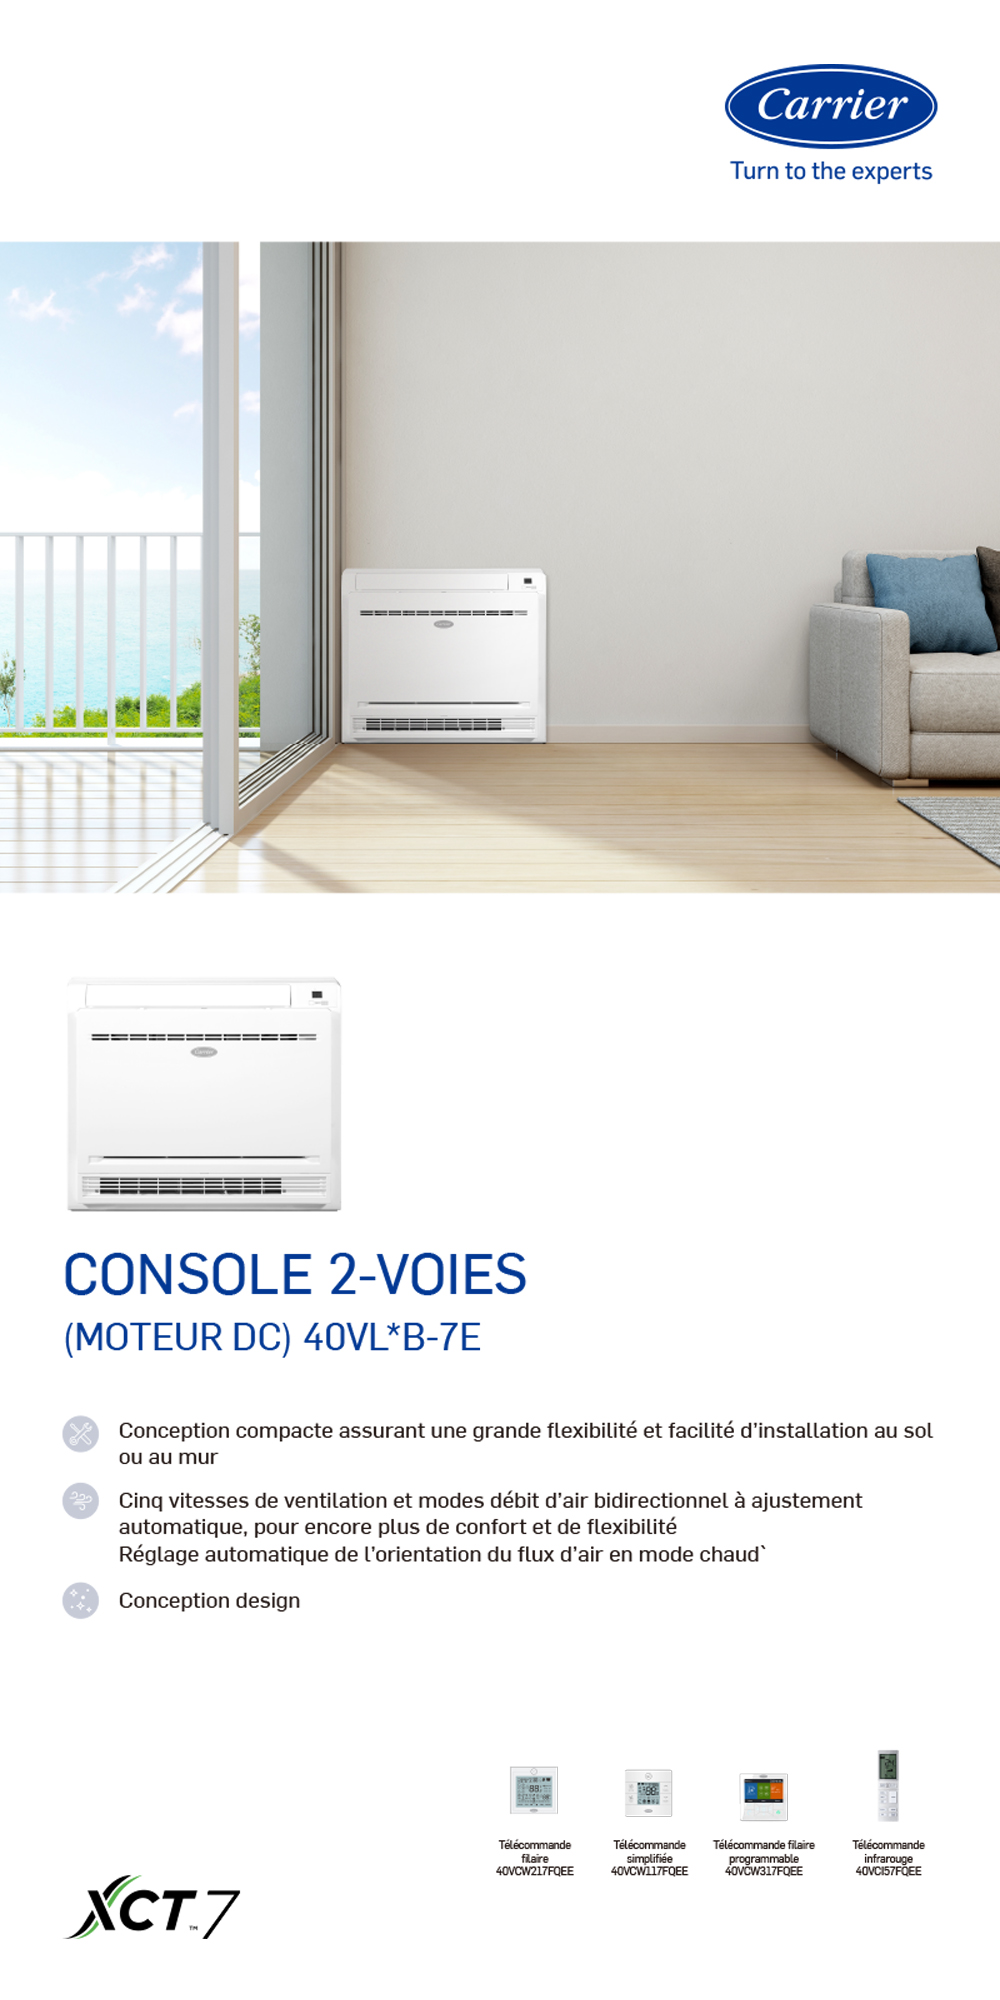 Carrier
Turn to the experts
Carrier
CONSOLE 2-VOIES
(MOTEUR DC) 40VL*B-7E
Conception compacte assurant une grande flexibilité et facilité d'installation au sol
ou au mur
Cinq vitesses de ventilation et modes débit d'air bidirectionnel à ajustement
automatique, pour encore plus de confort et de flexibilité
Réglage automatique de l'orientation du flux d'air en mode chaud`
Conception design
Télécommande
filaire
40VCW217FQEE
Télécommande
simplifiée
40VCW117FQEE
Télécommande filaire
programmable
40VCW317FQEE
Télécommande
infrarouge
40VCI57FQEE
XCT™ 7